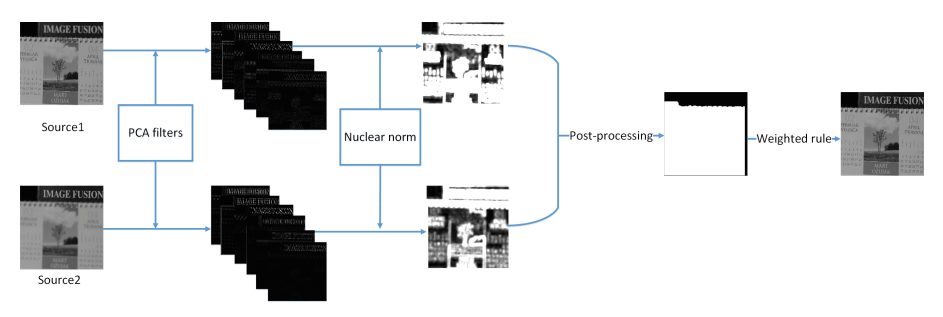 IMAGE FUSION
Source1
PCA filters
Nuclear norm
Post-processing
Weighted rule
IMAGE FUSION
IMAGE FUSION
Source2